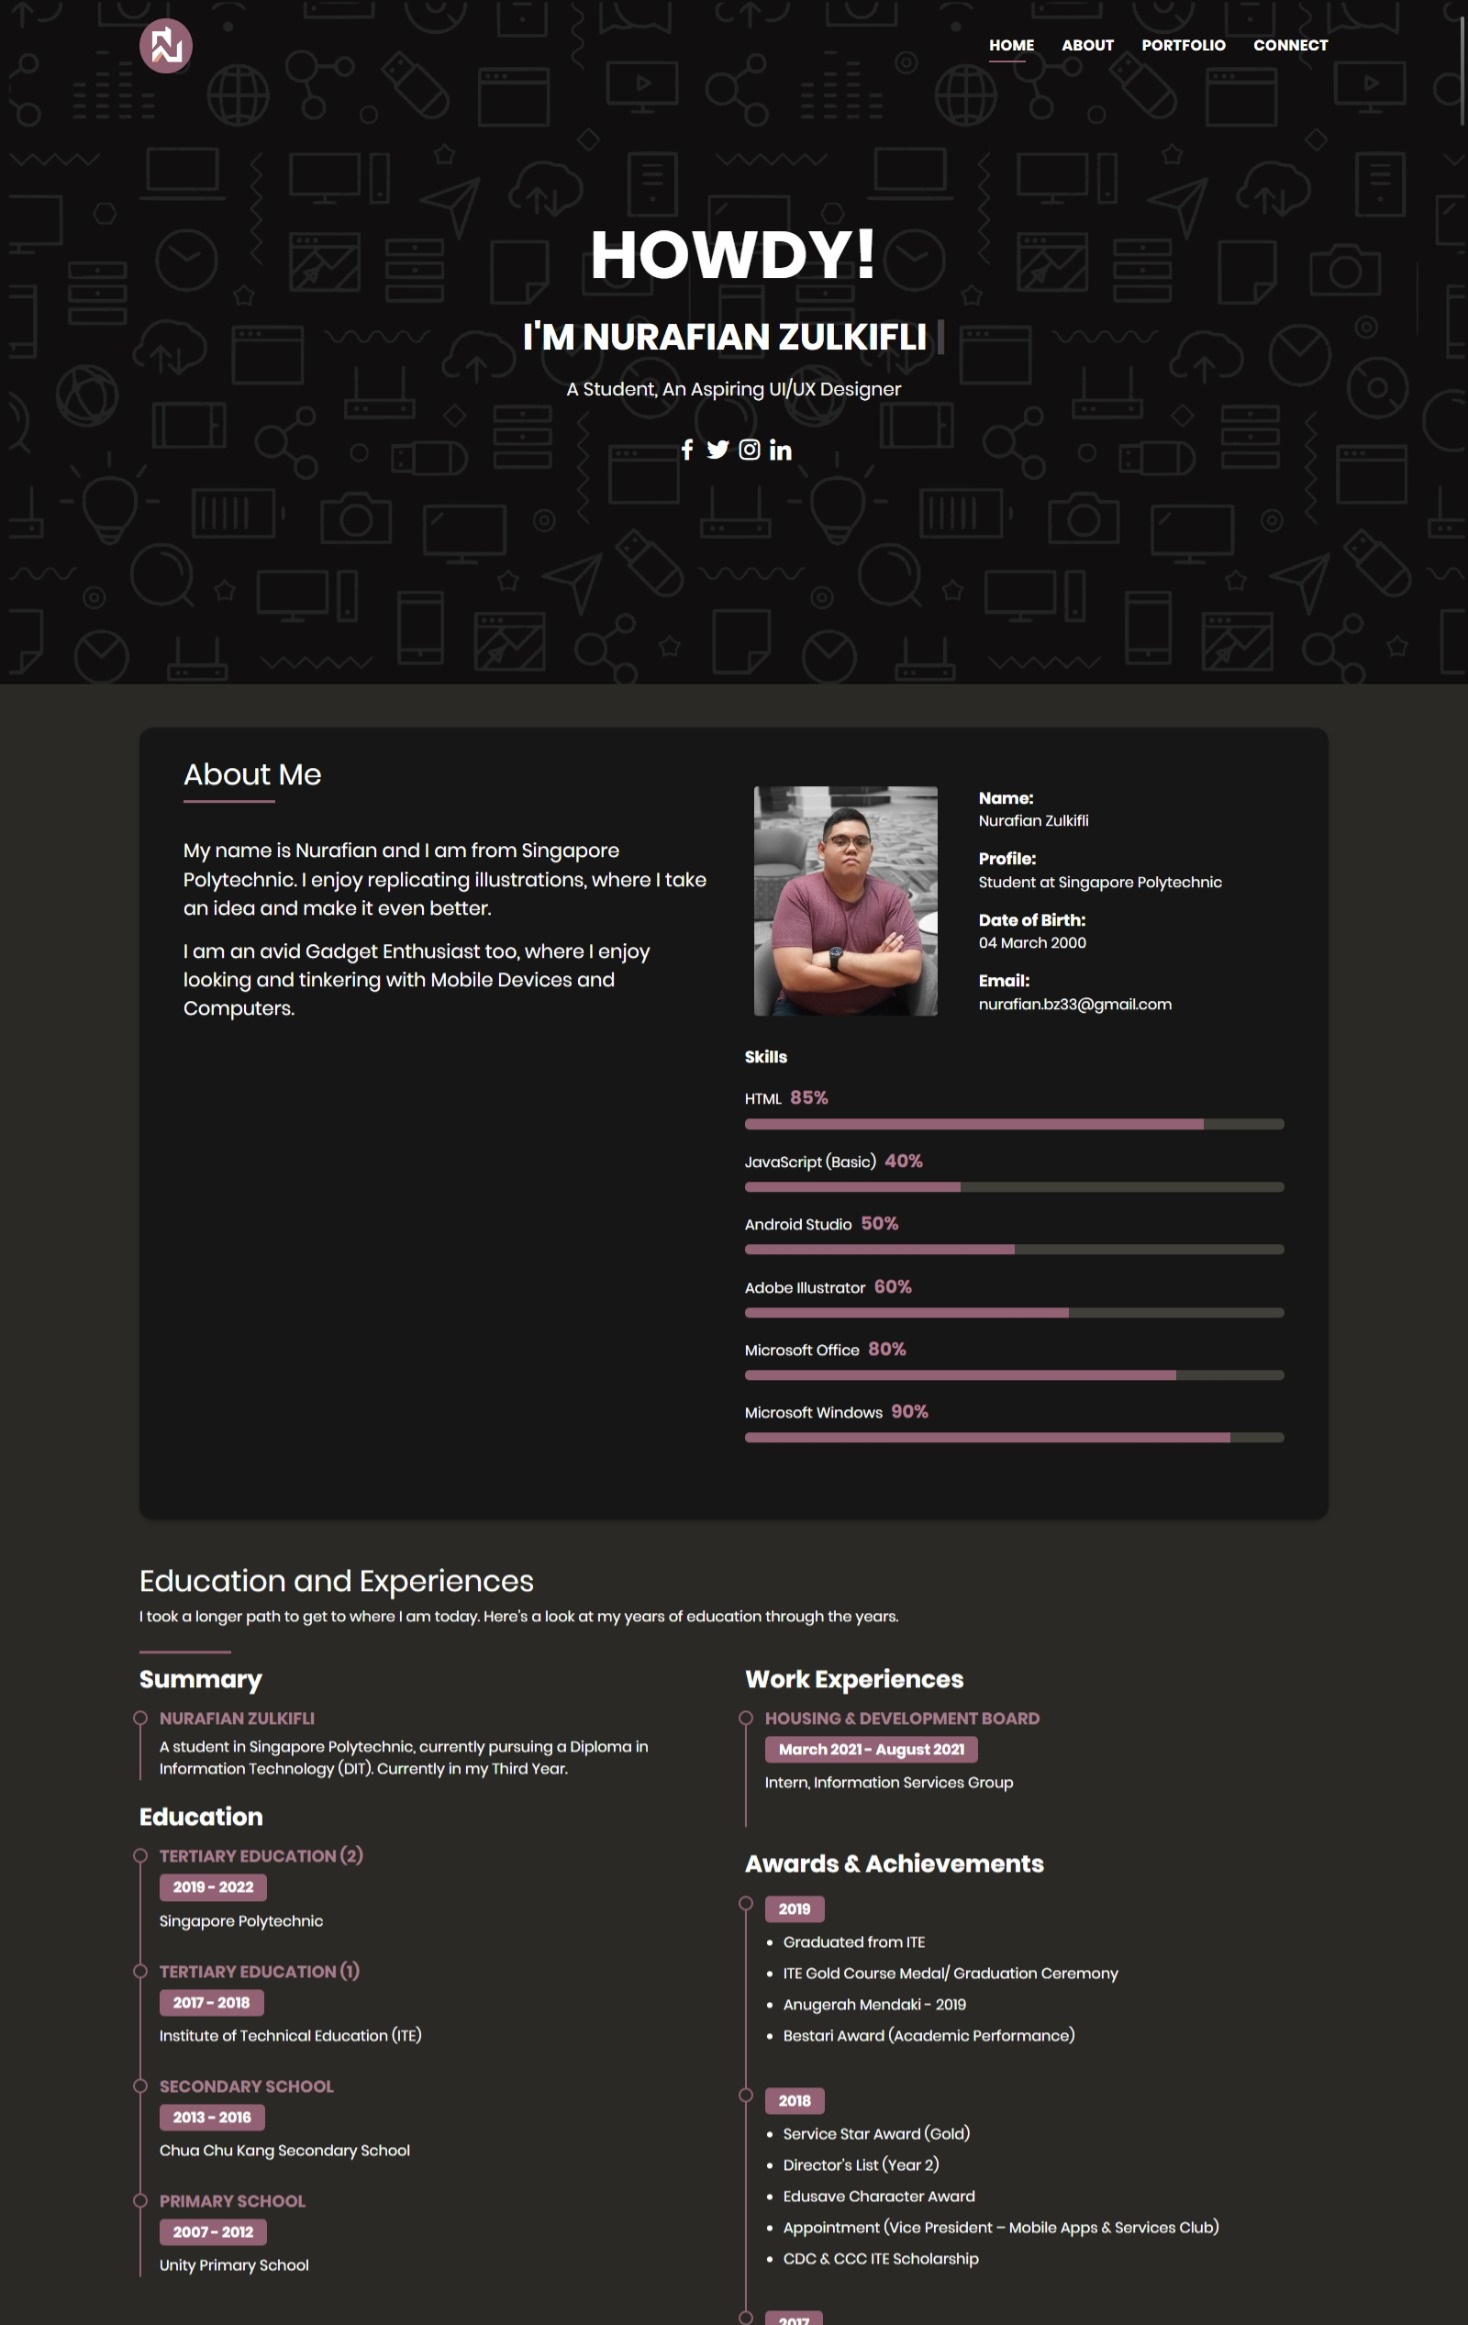 HOME ABOUT PORTFOLIO CONNECT
HOWDY!
I'M NURAFIAN ZULKIFLI
A Student, An Aspiring UI/UX Designer
About Me
My name is Nurafian and I am from Singapore
Polytechnic. I enjoy replicating illustrations, where I take
an idea and make it even better.
I am an avid Gadget Enthusiast too, where I enjoy
looking and tinkering with Mobile Devices and
Computers.
Name:
Nurafian Zulkifli
Profile:
Student at Singapore Polytechnic
Date of Birth:
04 March 2000
Email:
nurafian.bz33@gmail.com
Skills
HTML 85%
JavaScript (Basic) 40%
Android Studio 50%
Adobe Illustrator 60%
Microsoft Office 80%
Microsoft Windows 90%
Education and Experiences
I took a longer path to get to where I am today. Here's a look at my years of education through the years.
Summary
NURAFIAN ZULKIFLI
A student in Singapore Polytechnic, currently pursuing a Diploma in
Information Technology (DIT). Currently in my Third Year.
Education
TERTIARY EDUCATION (2)
2019 - 2022
Singapore Polytechnic
TERTIARY EDUCATION (1)
2017 - 2018
Institute of Technical Education (ITE)
SECONDARY SCHOOL
2013 - 2016
Chua Chu Kang Secondary School
PRIMARY SCHOOL
2007 - 2012
Unity Primary School
Work Experiences
HOUSING & DEVELOPMENT BOARD
March 2021 - August 2021
Intern, Information Services Group
Awards & Achievements
2019
• Graduated from ITE
• ITE Gold Course Medal/ Graduation Ceremony
• Anugerah Mendaki - 2019
• Bestari Award (Academic Performance)
2018
• Service Star Award (Gold)
• Director's List (Year 2)
• Edusave Character Award
• Appointment (Vice President – Mobile Apps & Services Club)
• CDC & CCC ITE Scholarship
2017